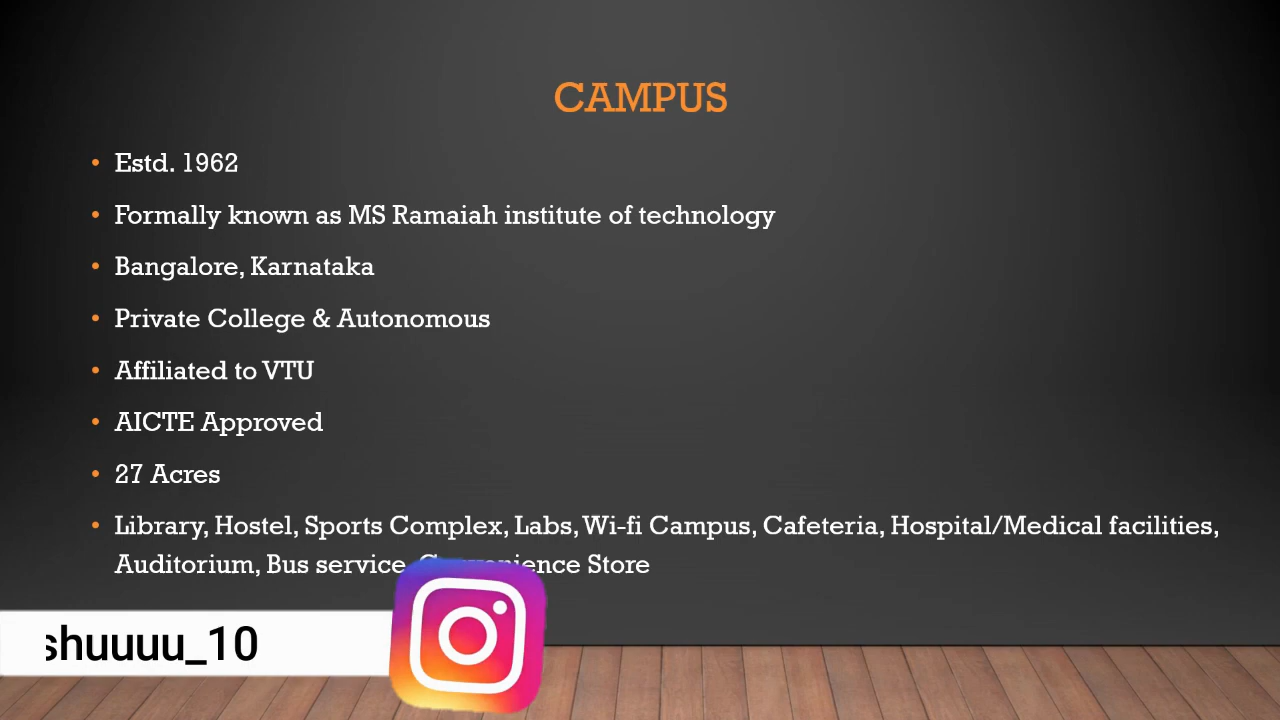 CAMPUS
• Estd. 1962
• Formally known as MS Ramaiah institute of technology
• Bangalore, Karnataka
• Private College & Autonomous
• Affiliated to VTU
• AICTE Approved
• 27 Acres
• Library, Hostel, Sports Complex, Labs, Wi-fi Campus, Cafeteria, Hospital/Medical facilities,
Auditorium, Bus service, Convenience Store
shuuuu_10